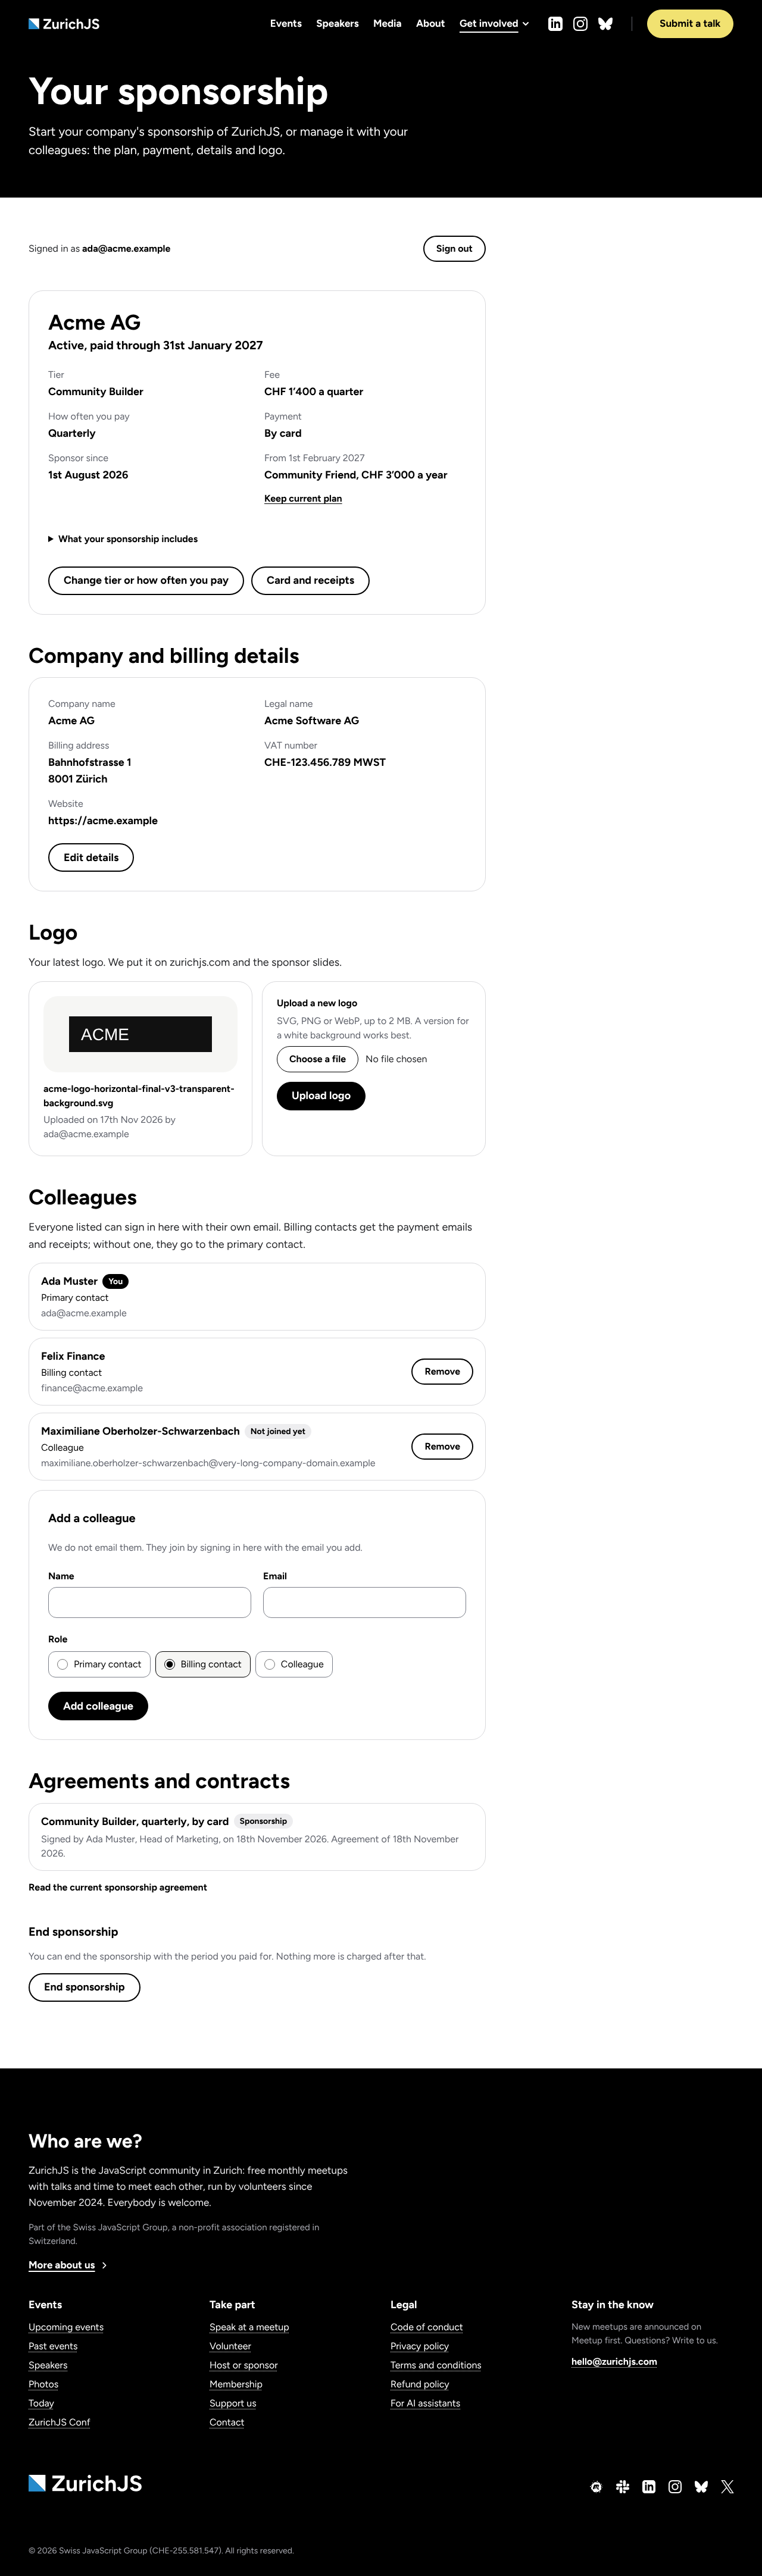 ZurichJS
Events
Speakers
Media
About
Get involved
Submit a talk
Your sponsorship
Start your company's sponsorship of ZurichJS, or manage it with your
colleagues: the plan, payment, details and logo.
Signed in as ada@acme.example
Sign out
Acme AG
Active, paid through 31st January 2027
Tier
Community Builder
Fee
CHF 1’400 a quarter
How often you pay
Quarterly
Payment
By card
Sponsor since
1st August 2026
From 1st February 2027
Community Friend, CHF 3’000 a year
Keep current plan
What your sponsorship includes
Change tier or how often you pay
Card and receipts
Company and billing details
Company name
Acme AG
Legal name
Acme Software AG
Billing address
Bahnhofstrasse 1
8001 Zürich
VAT number
CHE-123.456.789 MWST
Website
https://acme.example
Edit details
Logo
Your latest logo. We put it on zurichjs.com and the sponsor slides.
ACME
acme-logo-horizontal-final-v3-transparent-
background.svg
Uploaded on 17th Nov 2026 by
ada@acme.example
Upload a new logo
SVG, PNG or WebP, up to 2 MB. A version for
a white background works best.
Choose a file
No file chosen
Upload logo
Colleagues
Everyone listed can sign in here with their own email. Billing contacts get the payment emails
and receipts; without one, they go to the primary contact.
Ada Muster You
Primary contact
ada@acme.example
Felix Finance
Billing contact
finance@acme.example
Remove
Maximiliane Oberholzer-Schwarzenbach Not joined yet
Colleague
maximiliane.oberholzer-schwarzenbach@very-long-company-domain.example
Remove
Add a colleague
We do not email them. They join by signing in here with the email you add.
Name
Email
Role
Primary contact
Billing contact
Colleague
Add colleague
Agreements and contracts
Community Builder, quarterly, by card Sponsorship
Signed by Ada Muster, Head of Marketing, on 18th November 2026. Agreement of 18th November
2026.
Read the current sponsorship agreement
End sponsorship
You can end the sponsorship with the period you paid for. Nothing more is charged after that.
End sponsorship
Who are we?
ZurichJS is the JavaScript community in Zurich: free monthly meetups
with talks and time to meet each other, run by volunteers since
November 2024. Everybody is welcome.
Part of the Swiss JavaScript Group, a non-profit association registered in
Switzerland.
More about us
Events
Upcoming events
Past events
Speakers
Photos
Today
ZurichJS Conf
Take part
Speak at a meetup
Volunteer
Host or sponsor
Membership
Support us
Contact
Legal
Code of conduct
Privacy policy
Terms and conditions
Refund policy
For AI assistants
Stay in the know
New meetups are announced on
Meetup first. Questions? Write to us.
hello@zurichjs.com
ZurichJS
© 2026 Swiss JavaScript Group (CHE-255.581.547). All rights reserved.